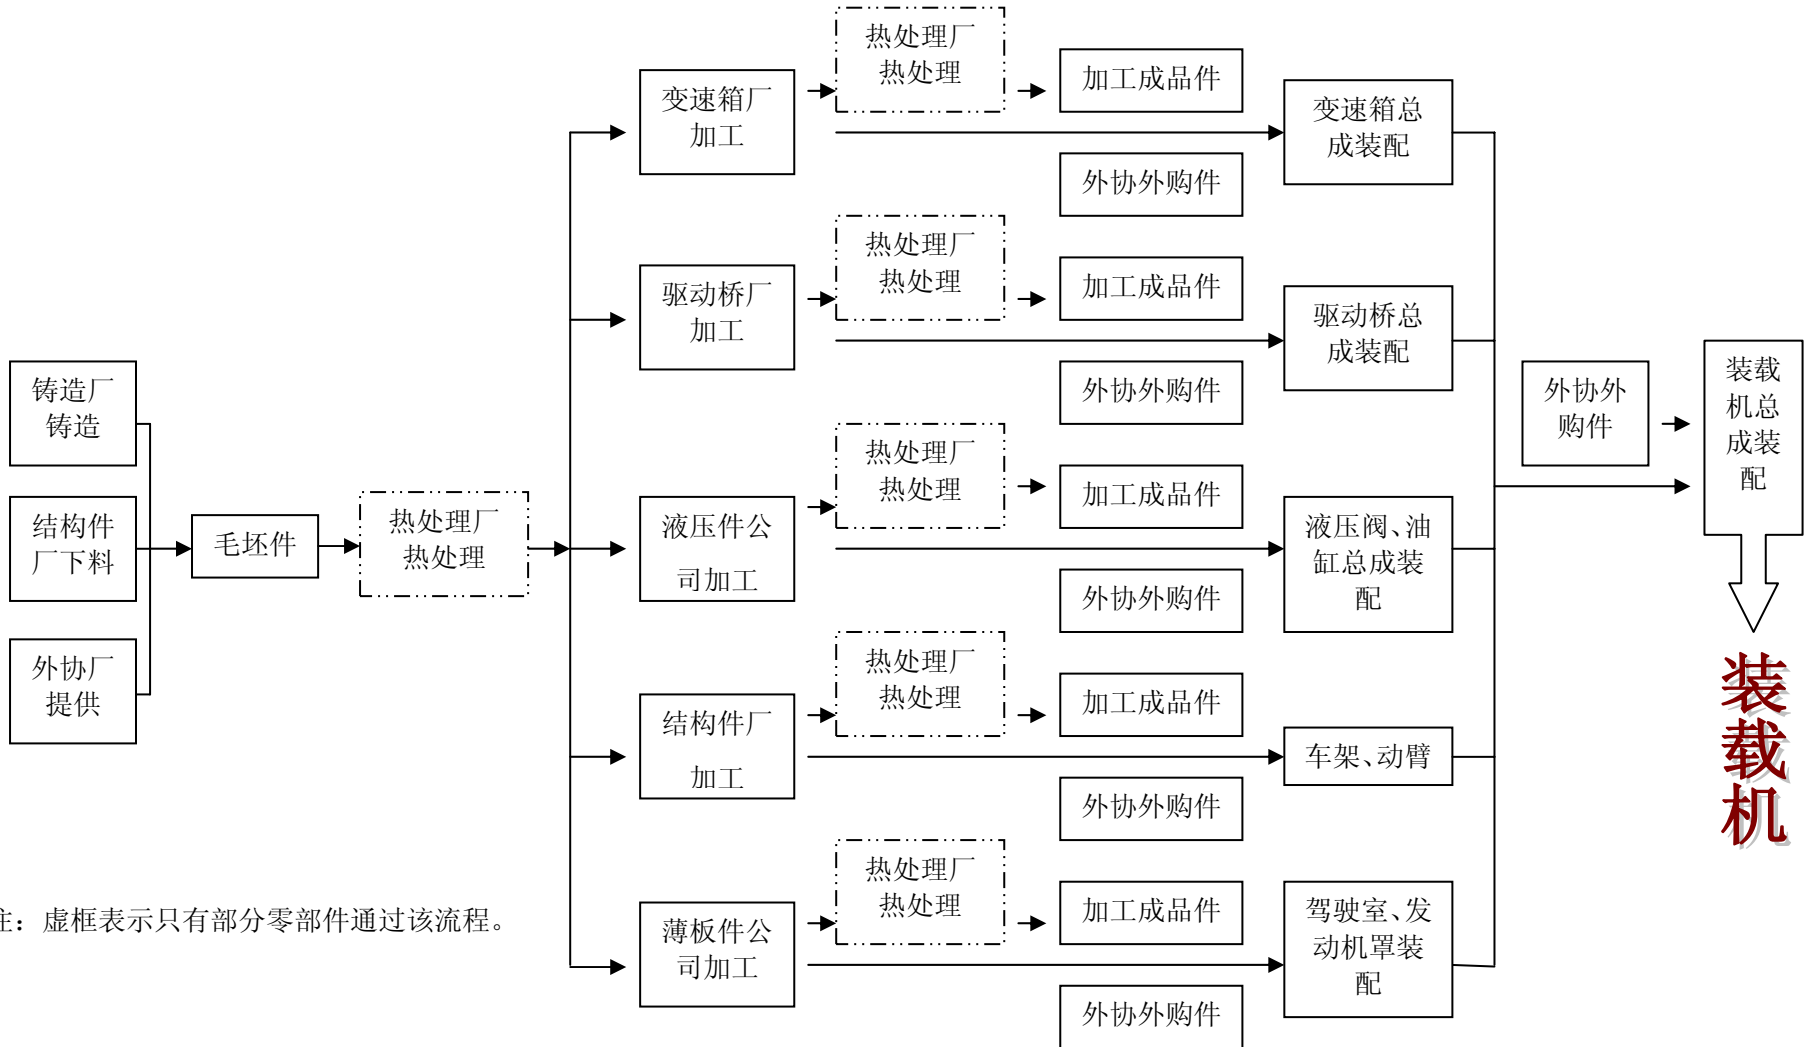 铸造厂
铸造
结构件
厂下料
外协厂
提供
毛坯件
热处理厂
热处理
变速箱厂
加工
热处理厂
热处理
加工成品件
外协外购件
变速箱总
成装配
驱动桥厂
加工
热处理厂
热处理
加工成品件
外协外购件
驱动桥总
成装配
液压件公
司加工
热处理厂
热处理
加工成品件
外协外购件
液压阀、油
缸总成装
配
结构件厂
加工
热处理厂
热处理
加工成品件
外协外购件
车架、动臂
薄板件公
司加工
热处理厂
热处理
加工成品件
外协外购件
驾驶室、发
动机罩装
配
外协外
购件
装载
机总
成装
配
装载机
注：虚框表示只有部分零部件通过该流程。